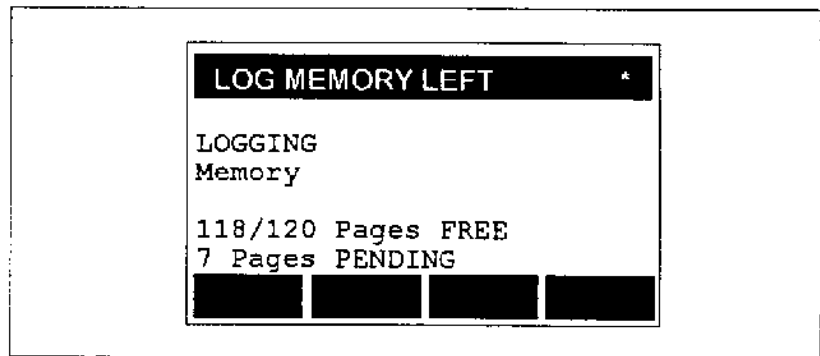 LOG MEMORY LEFT *
LOGGING
Memory
118/120 Pages FREE
7 Pages PENDING